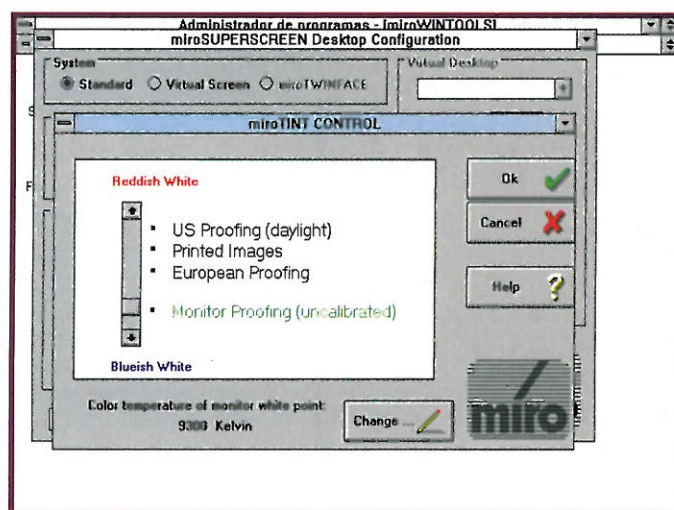 Administrador de programas - [miroWINTOOLS]
miroSUPERSCREEN Desktop Configuration
System
Standard
Virtual Screen
miroTWINFACE
Virtual Desktop
miroTINT CONTROL
Reddish White
US Proofing (daylight)
Printed Images
European Proofing
Monitor Proofing (uncalibrated)
Blueish White
Color temperature of monitor white point:
9300 Kelvin
Change ...
Ok
Cancel
Help
miro